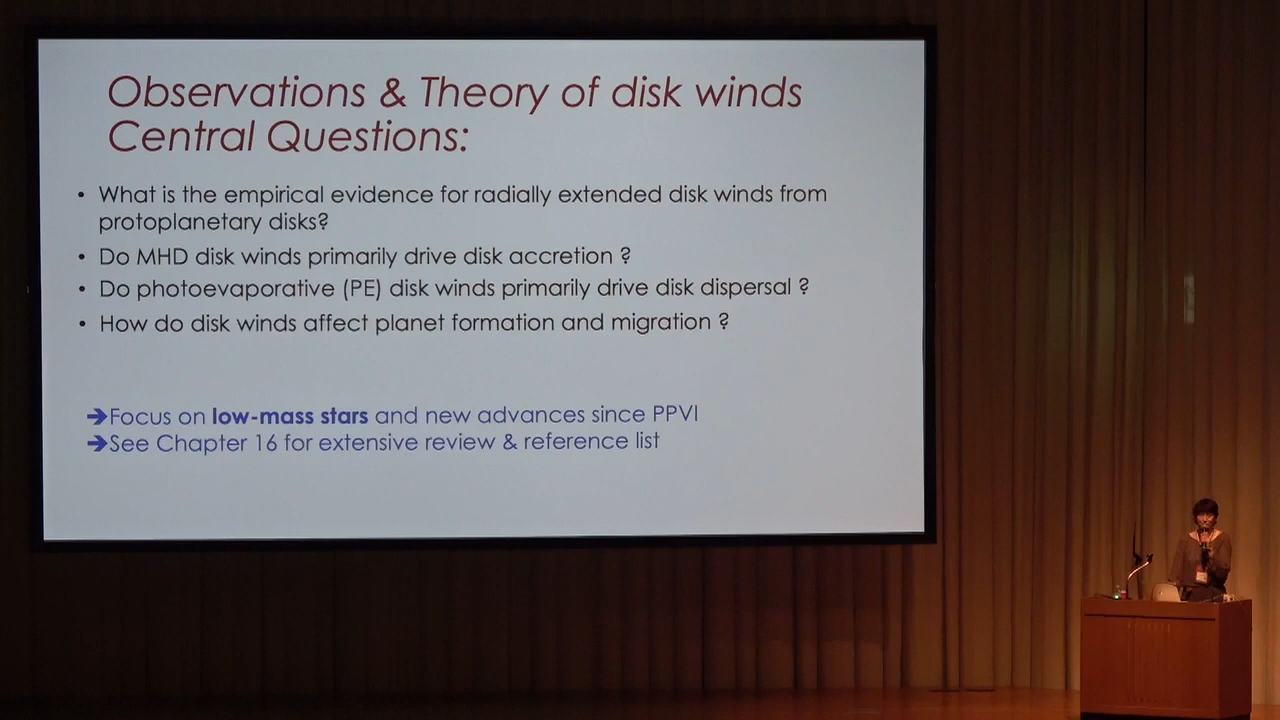 Observations & Theory of disk winds
Central Questions:
• What is the empirical evidence for radially extended disk winds from
protoplanetary disks?
• Do MHD disk winds primarily drive disk accretion ?
• Do photoevaporative (PE) disk winds primarily drive disk dispersal ?
• How do disk winds affect planet formation and migration ?
➔Focus on low-mass stars and new advances since PPVI
➔See Chapter 16 for extensive review & reference list